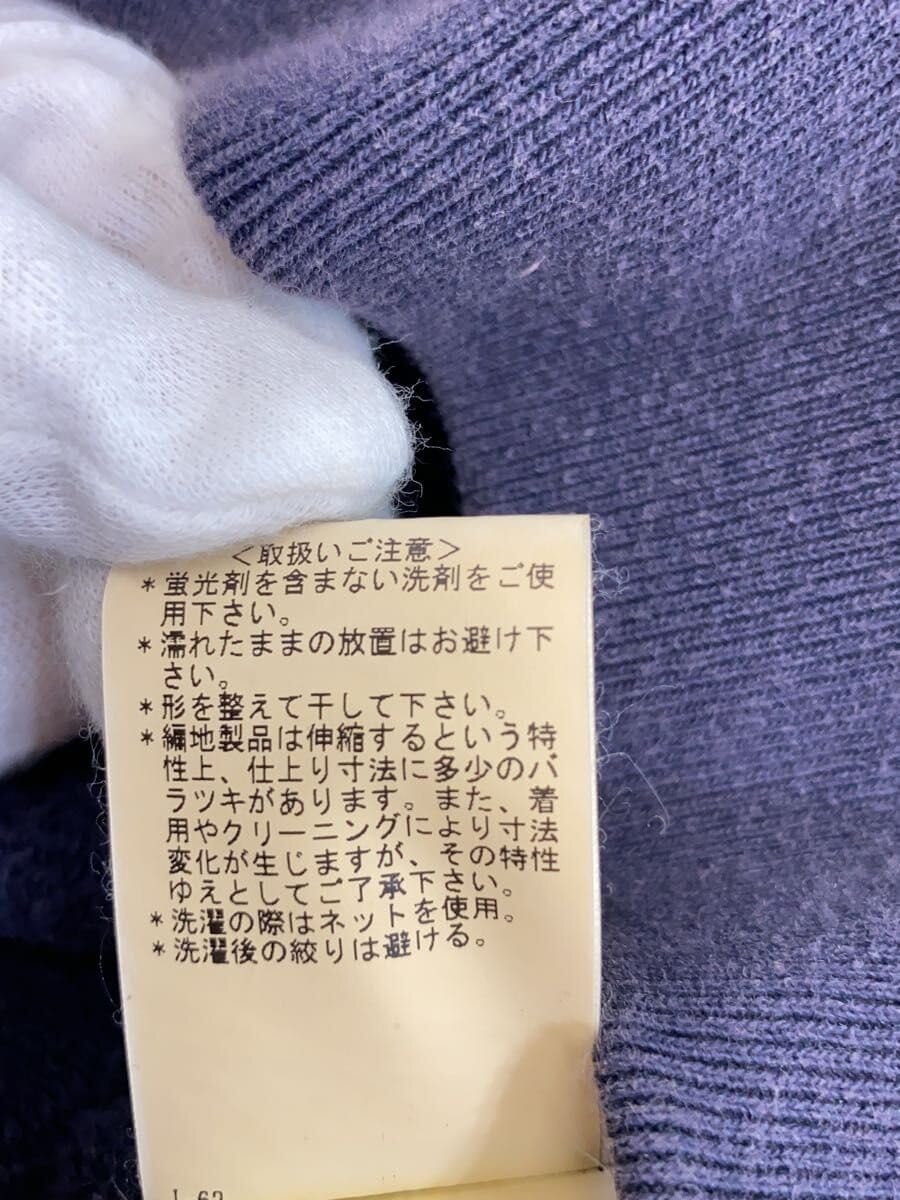 ＜取扱いご注意＞
＊蛍光剤を含まない洗剤をご使
用下さい。
＊濡れたままの放置はお避け下
さい。
＊形を整えて干して下さい。
＊編地製品は伸縮するという特
性上、仕上り寸法に多少のバ
ラツキがあります。また、着
用やクリーニングにより寸法
変化が生じますが、その特性
ゆえとしてご了承下さい。
＊洗濯の際はネットを使用。
＊洗濯後の絞りは避ける。